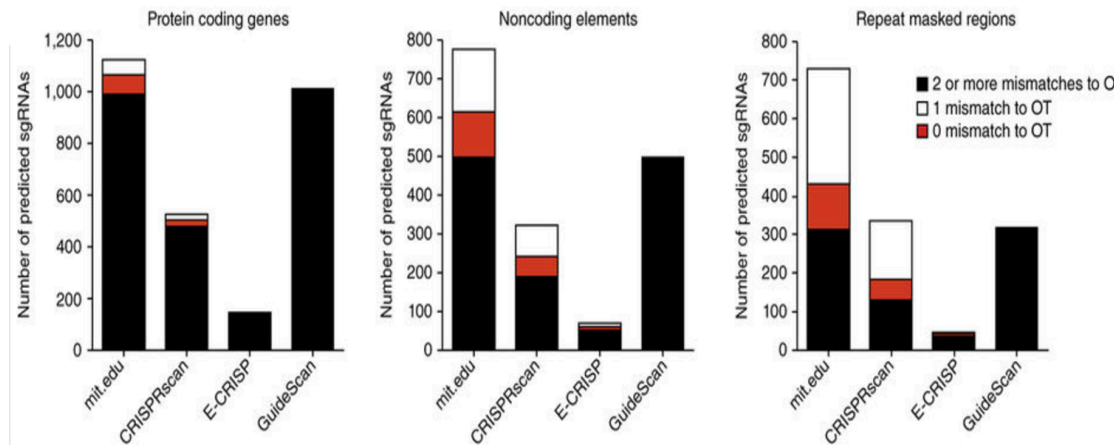 Protein coding genes
Number of predicted sgRNAs
1,200
1,000
800
600
400
200
0
mit.edu
CRISPRscan
E-CRISP
GuideScan
Noncoding elements
Number of predicted sgRNAs
800
700
600
500
400
300
200
100
0
mit.edu
CRISPRscan
E-CRISP
GuideScan
Repeat masked regions
Number of predicted sgRNAs
800
700
600
500
400
300
200
100
0
mit.edu
CRISPRscan
E-CRISP
GuideScan
2 or more mismatches to O
1 mismatch to OT
0 mismatch to OT